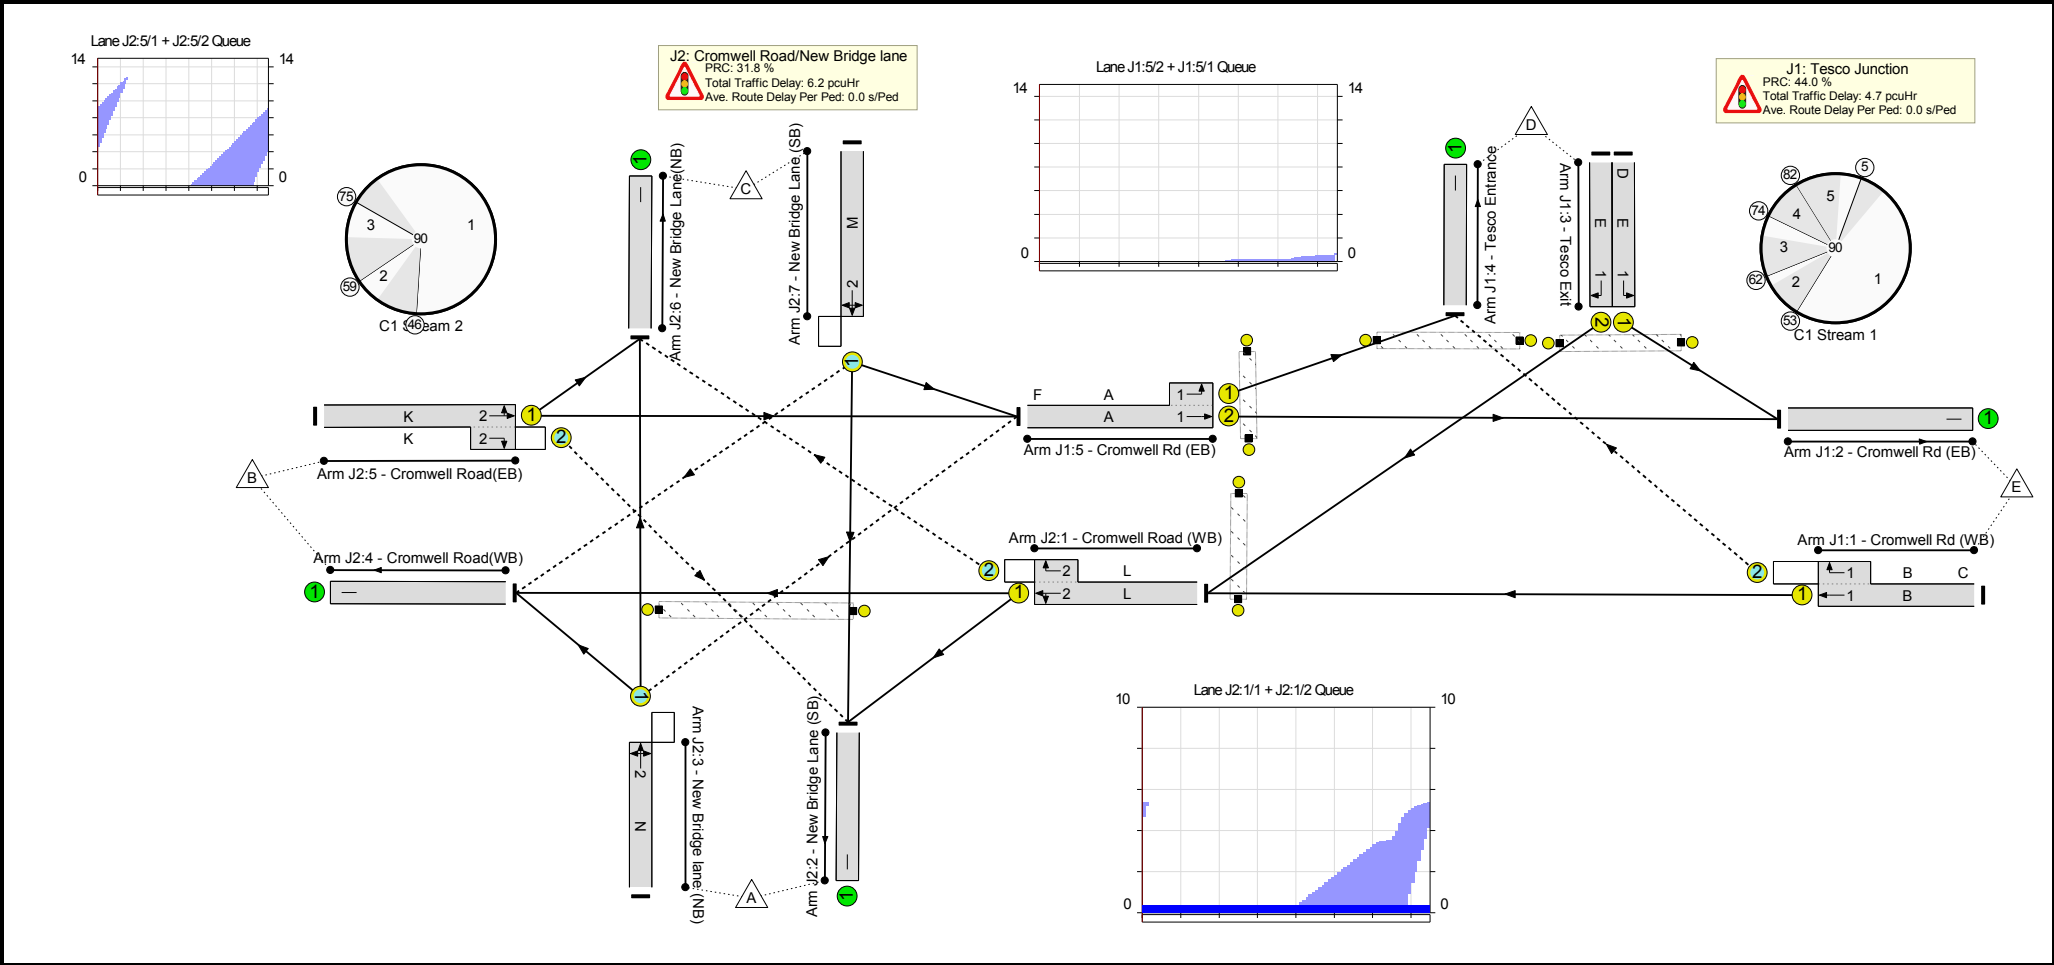 Lane J2:5/1 + J2:5/2 Queue
14
14
0
0
J2: Cromwell Road/New Bridge lane
PRC: 31.8 %
Total Traffic Delay: 6.2 pcuHr
Ave. Route Delay Per Ped: 0.0 s/Ped
Lane J1:5/2 + J1:5/1 Queue
14
14
0
0
J1: Tesco Junction
PRC: 44.0 %
Total Traffic Delay: 4.7 pcuHr
Ave. Route Delay Per Ped: 0.0 s/Ped
75
3
1
90
2
59
46
C1 Stream 2
1
Arm J2:6 - New Bridge Lane(NB)
C
Arm J2:7 - New Bridge Lane (SB)
M
2
1
D
1
Arm J1:4 - Tesco Entrance
Arm J1:3 - Tesco Exit
D
E
E
1
1
2
1
82
5
74
5
4
3
90
62
2
1
53
C1 Stream 1
K
2
1
K
2
2
Arm J2:5 - Cromwell Road(EB)
B
F
A
1
1
A
1
2
Arm J1:5 - Cromwell Rd (EB)
1
Arm J1:2 - Cromwell Rd (EB)
E
Arm J2:4 - Cromwell Road(WB)
1
Arm J2:1 - Cromwell Road (WB)
2
2
L
1
2
L
Arm J1:1 - Cromwell Rd (WB)
2
1
B
C
1
1
B
1
2
N
Arm J2:3 - New Bridge lane (NB)
A
Arm J2:2 - New Bridge Lane (SB)
1
Lane J2:1/1 + J2:1/2 Queue
10
10
0
0